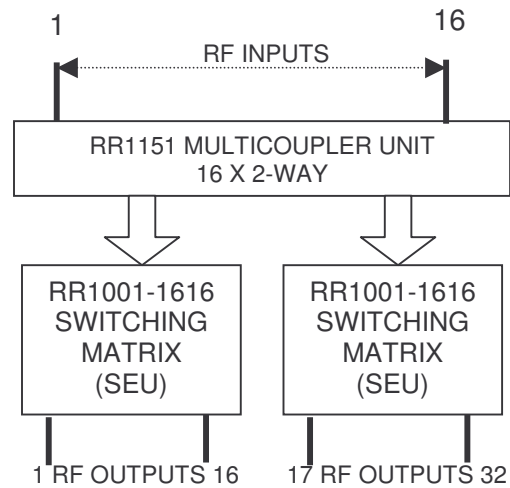 1 16
RF INPUTS
RR1151 MULTICOUPLER UNIT
16 X 2-WAY
RR1001-1616
SWITCHING
MATRIX
(SEU)
RR1001-1616
SWITCHING
MATRIX
(SEU)
1 RF OUTPUTS 16
17 RF OUTPUTS 32